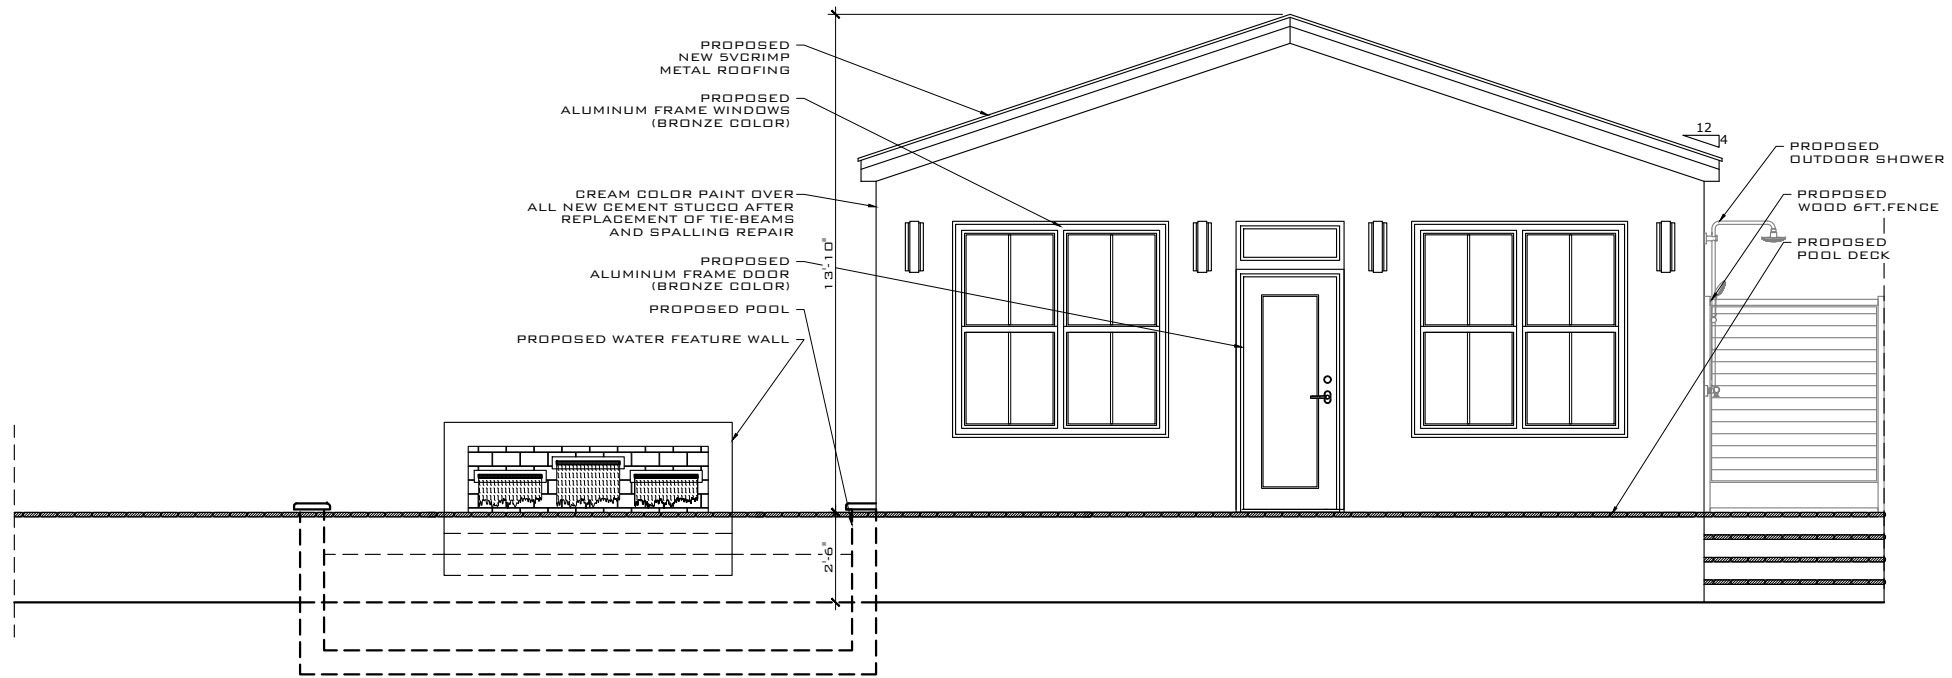 PROPOSED
NEW 5VCRIMP
METAL ROOFING
PROPOSED
ALUMINUM FRAME WINDOWS
(BRONZE COLOR)
CREAM COLOR PAINT OVER
ALL NEW CEMENT STUCCO AFTER
REPLACEMENT OF TIE-BEAMS
AND SPALLING REPAIR
PROPOSED
ALUMINUM FRAME DOOR
(BRONZE COLOR)
PROPOSED POOL
PROPOSED WATER FEATURE WALL
13'-10"
2'-6"
12
4
PROPOSED
OUTDOOR SHOWER
PROPOSED
WOOD 6FT.FENCE
PROPOSED
POOL DECK